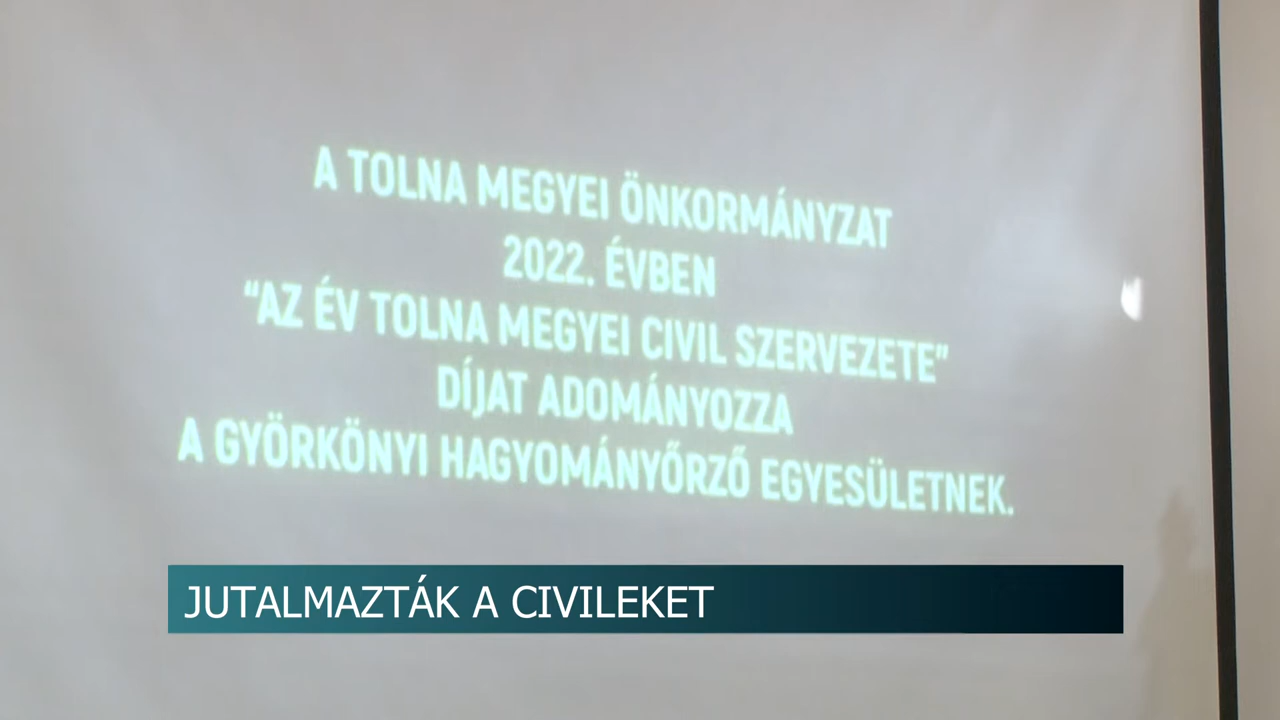 A TOLNA MEGYEI ÖNKORMÁNYZAT
2022. ÉVBEN
“AZ ÉV TOLNA MEGYEI CIVIL SZERVEZETE”
DÍJAT ADOMÁNYOZZA
A GYÖRKÖNYI HAGYOMÁNYŐRZŐ EGYESÜLETNEK.
JUTALMAZTÁK A CIVILEKET